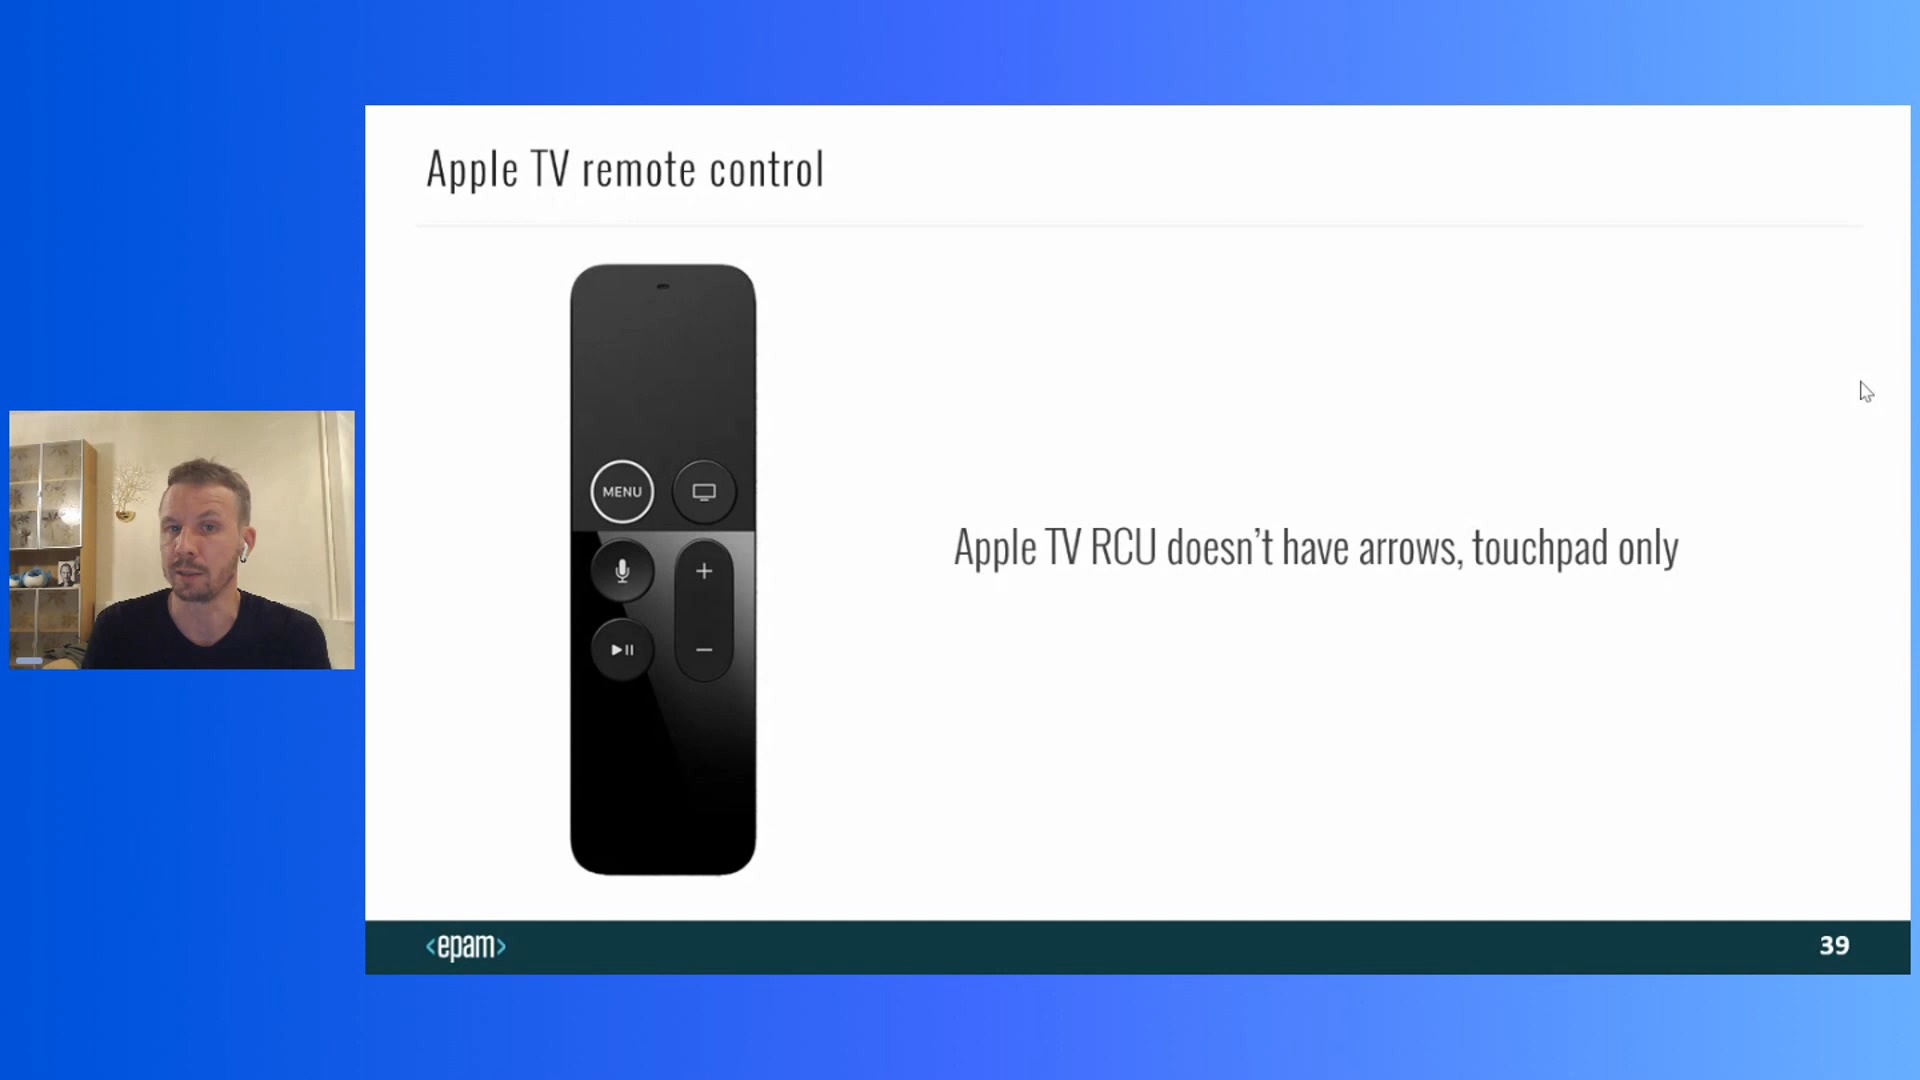 Apple TV remote control
MENU
Apple TV RCU doesn't have arrows, touchpad only
<epam>
39